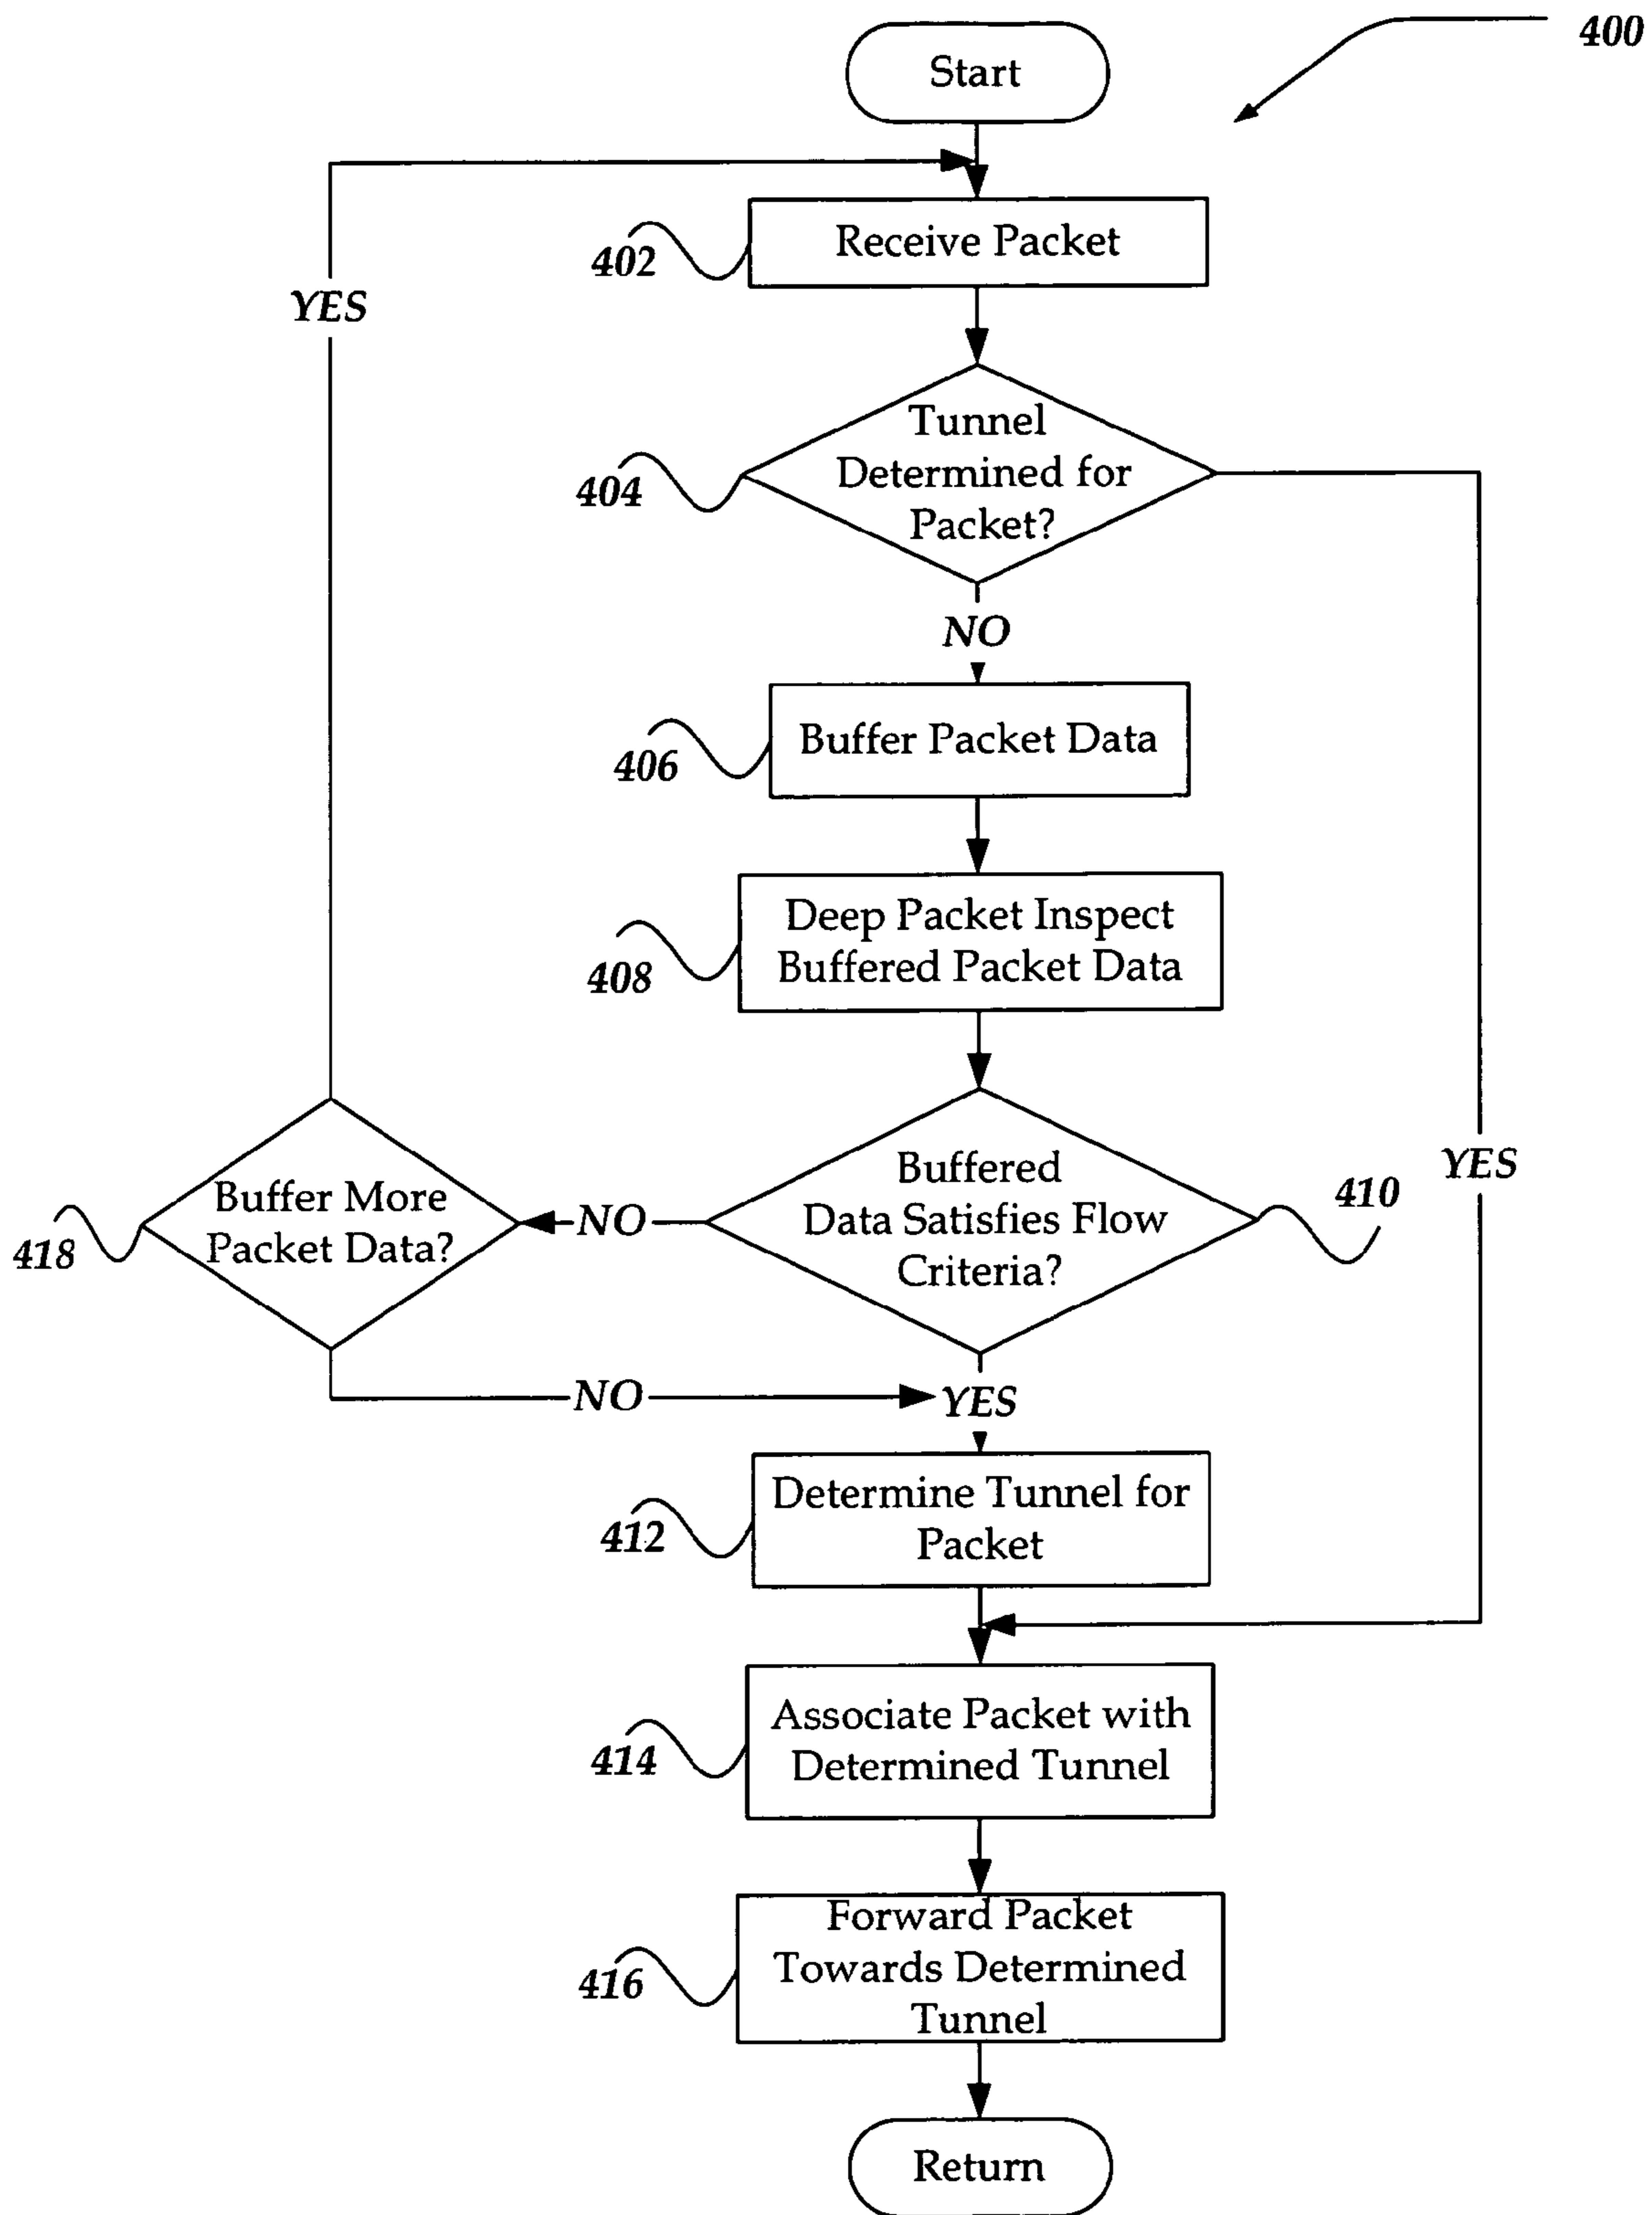 400
Start
402
Receive Packet
YES
404
Tunnel
Determined for
Packet?
NO
406
Buffer Packet Data
408
Deep Packet Inspect
Buffered Packet Data
YES
410
Buffered
Data Satisfies Flow
Criteria?
NO
418
Buffer More
Packet Data?
NO
YES
412
Determine Tunnel for
Packet
414
Associate Packet with
Determined Tunnel
416
Forward Packet
Towards Determined
Tunnel
Return